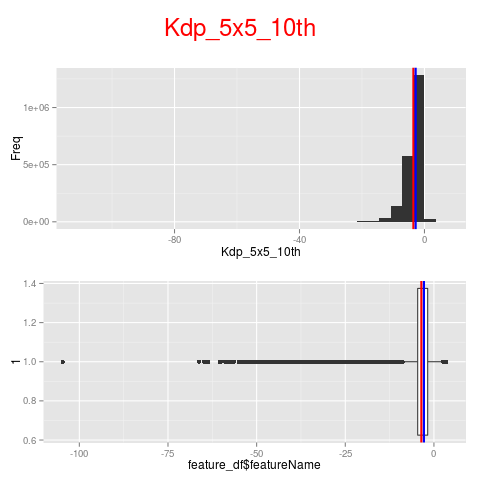 Kdp_5x5_10th
Freq
1e+06
5e+05
0e+00
-80 -40 0
Kdp_5x5_10th
1
1.4
1.2
1.0
0.8
0.6
-100 -75 -50 -25 0
feature_df$featureName